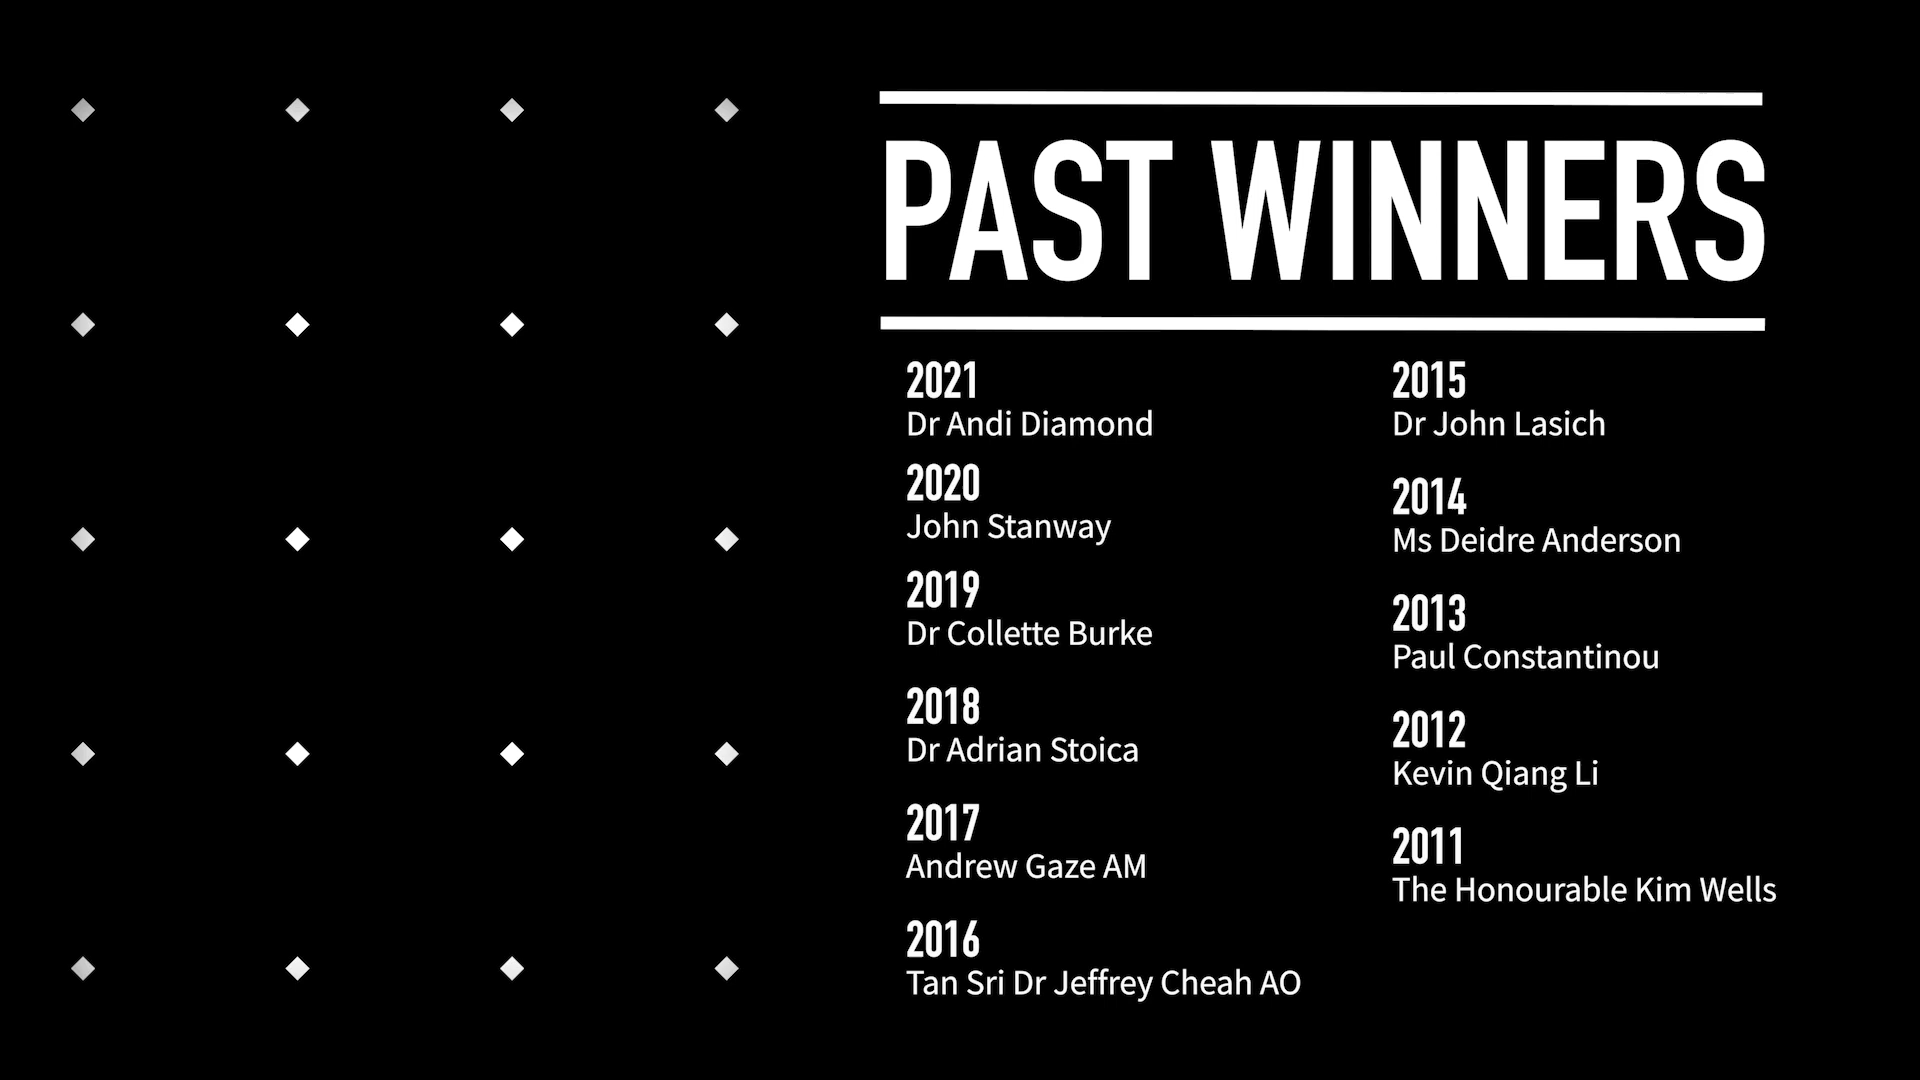 PAST WINNERS
2021
Dr Andi Diamond
2020
John Stanway
2019
Dr Collette Burke
2018
Dr Adrian Stoica
2017
Andrew Gaze AM
2016
Tan Sri Dr Jeffrey Cheah AO
2015
Dr John Lasich
2014
Ms Deidre Anderson
2013
Paul Constantinou
2012
Kevin Qiang Li
2011
The Honourable Kim Wells